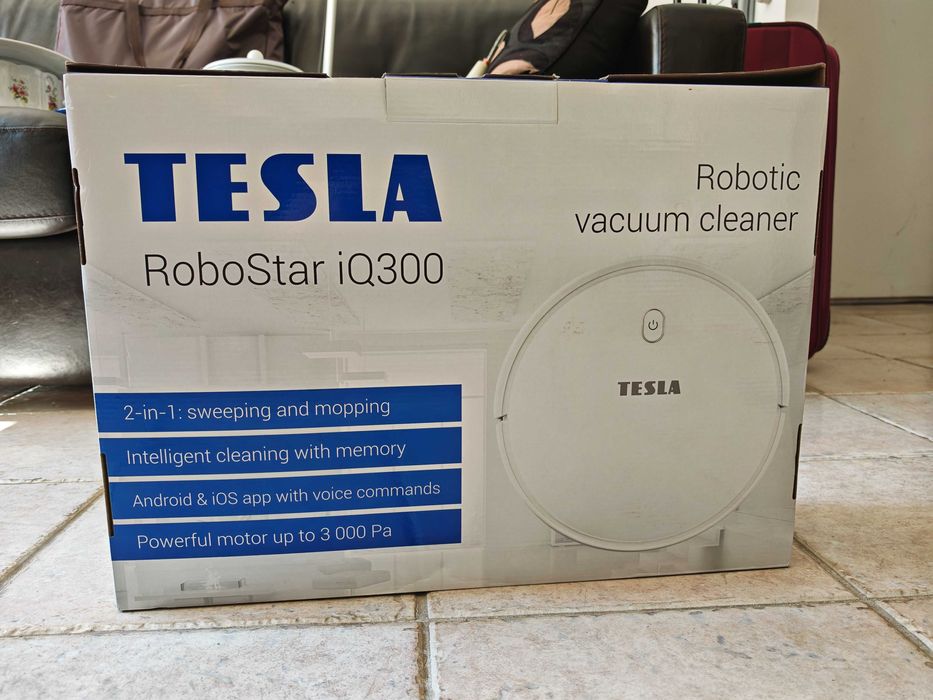 TESLA
RoboStar iQ300
Robotic
vacuum cleaner
TESLA
2-in-1: sweeping and mopping
Intelligent cleaning with memory
Android & iOS app with voice commands
Powerful motor up to 3 000 Pa